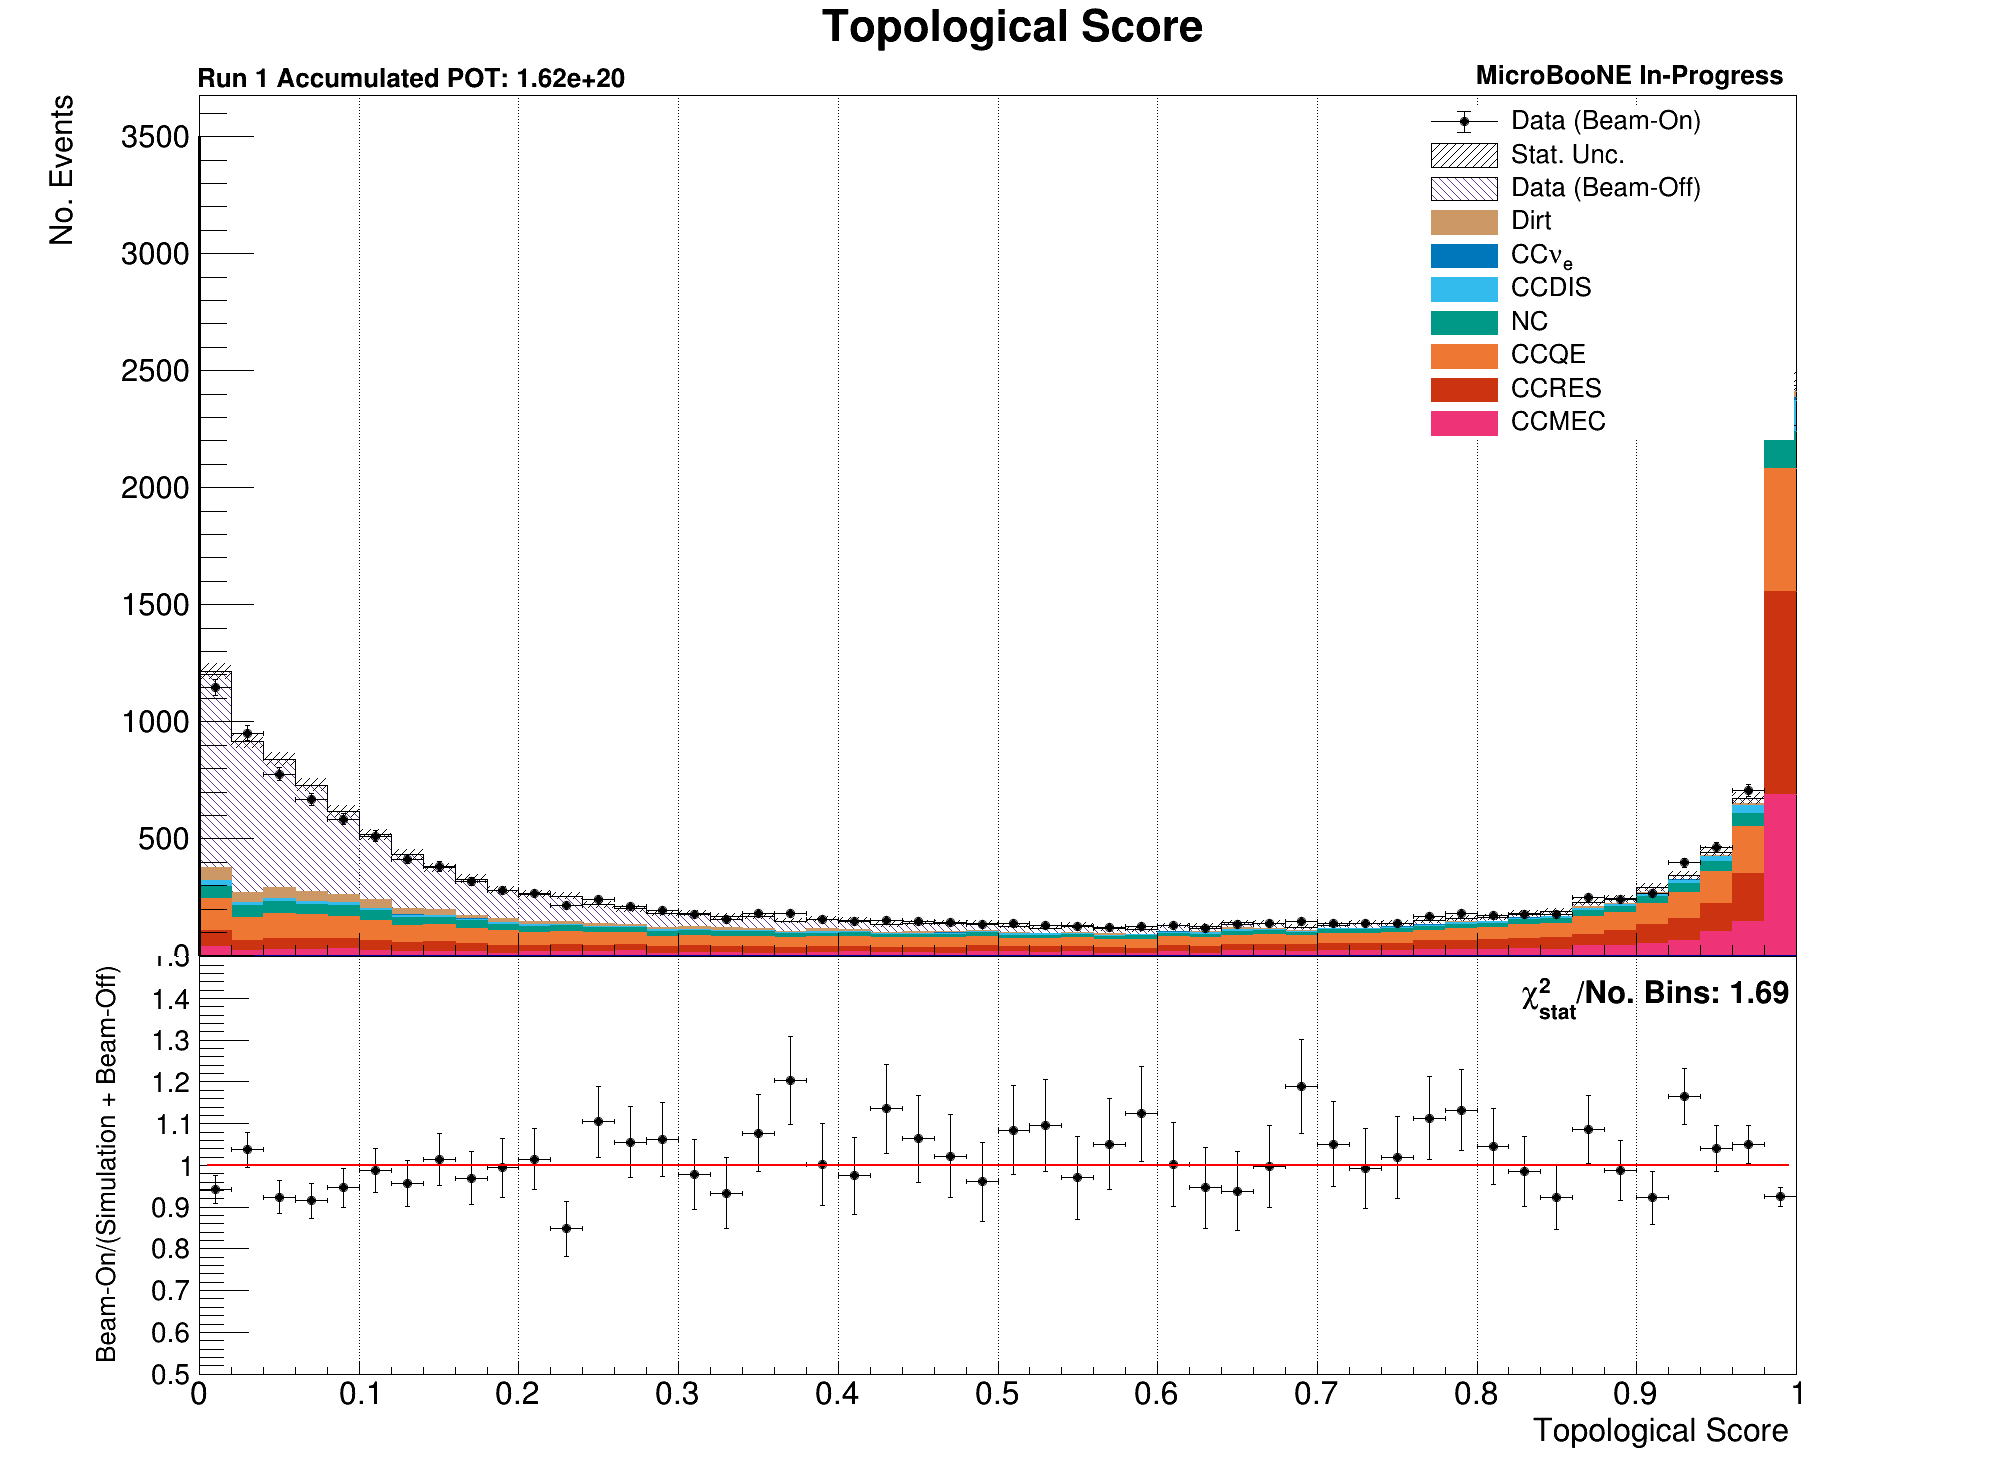 Topological Score
Run 1 Accumulated POT: 1.62e+20
MicroBooNE In-Progress
No. Events
3500
3000
2500
2000
1500
1000
500
0
Data (Beam-On)
Stat. Unc.
Data (Beam-Off)
Dirt
CCνe
CCDIS
NC
CCQE
CCRES
CCMEC
Beam-On/(Simulation + Beam-Off)
χ²stat/No. Bins: 1.69
1.4
1.3
1.2
1.1
1
0.9
0.8
0.7
0.6
0.5
0 0.1 0.2 0.3 0.4 0.5 0.6 0.7 0.8 0.9 1
Topological Score